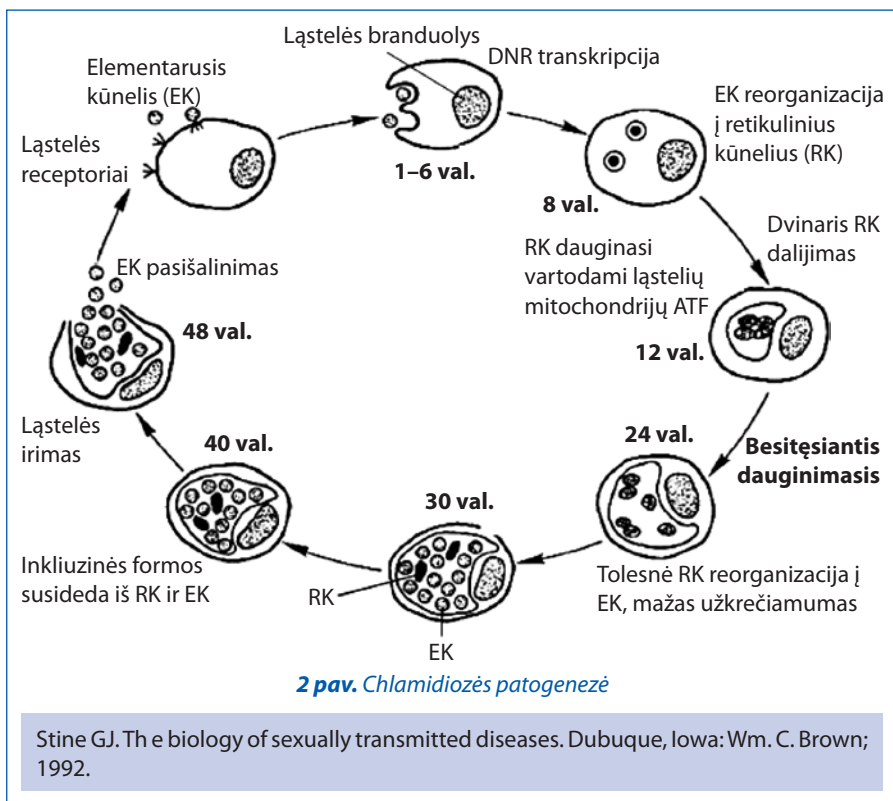 Ląstelės branduolys
DNR transkripcija
Elementarusis
kūnelis (EK)
Ląstelės
receptoriai
1–6 val.
EK reorganizacija
į retikulinius
kūnelius (RK)
8 val.
Dvinaris RK
dalijimas
RK dauginasi
vartodami ląstelių
mitochondrijų ATF
12 val.
EK pasišalinimas
48 val.
Ląstelės
irimas
24 val.
Besitęsiantis
dauginimasis
40 val.
30 val.
Tolesnė RK reorganizacija į
EK, mažas užkrečiamumas
Inkliuzinės formos
susideda iš RK ir EK
RK
EK
2 pav. Chlamidiozės patogenezė
Stine GJ. Th e biology of sexually transmitted diseases. Dubuque, Iowa: Wm. C. Brown;
1992.